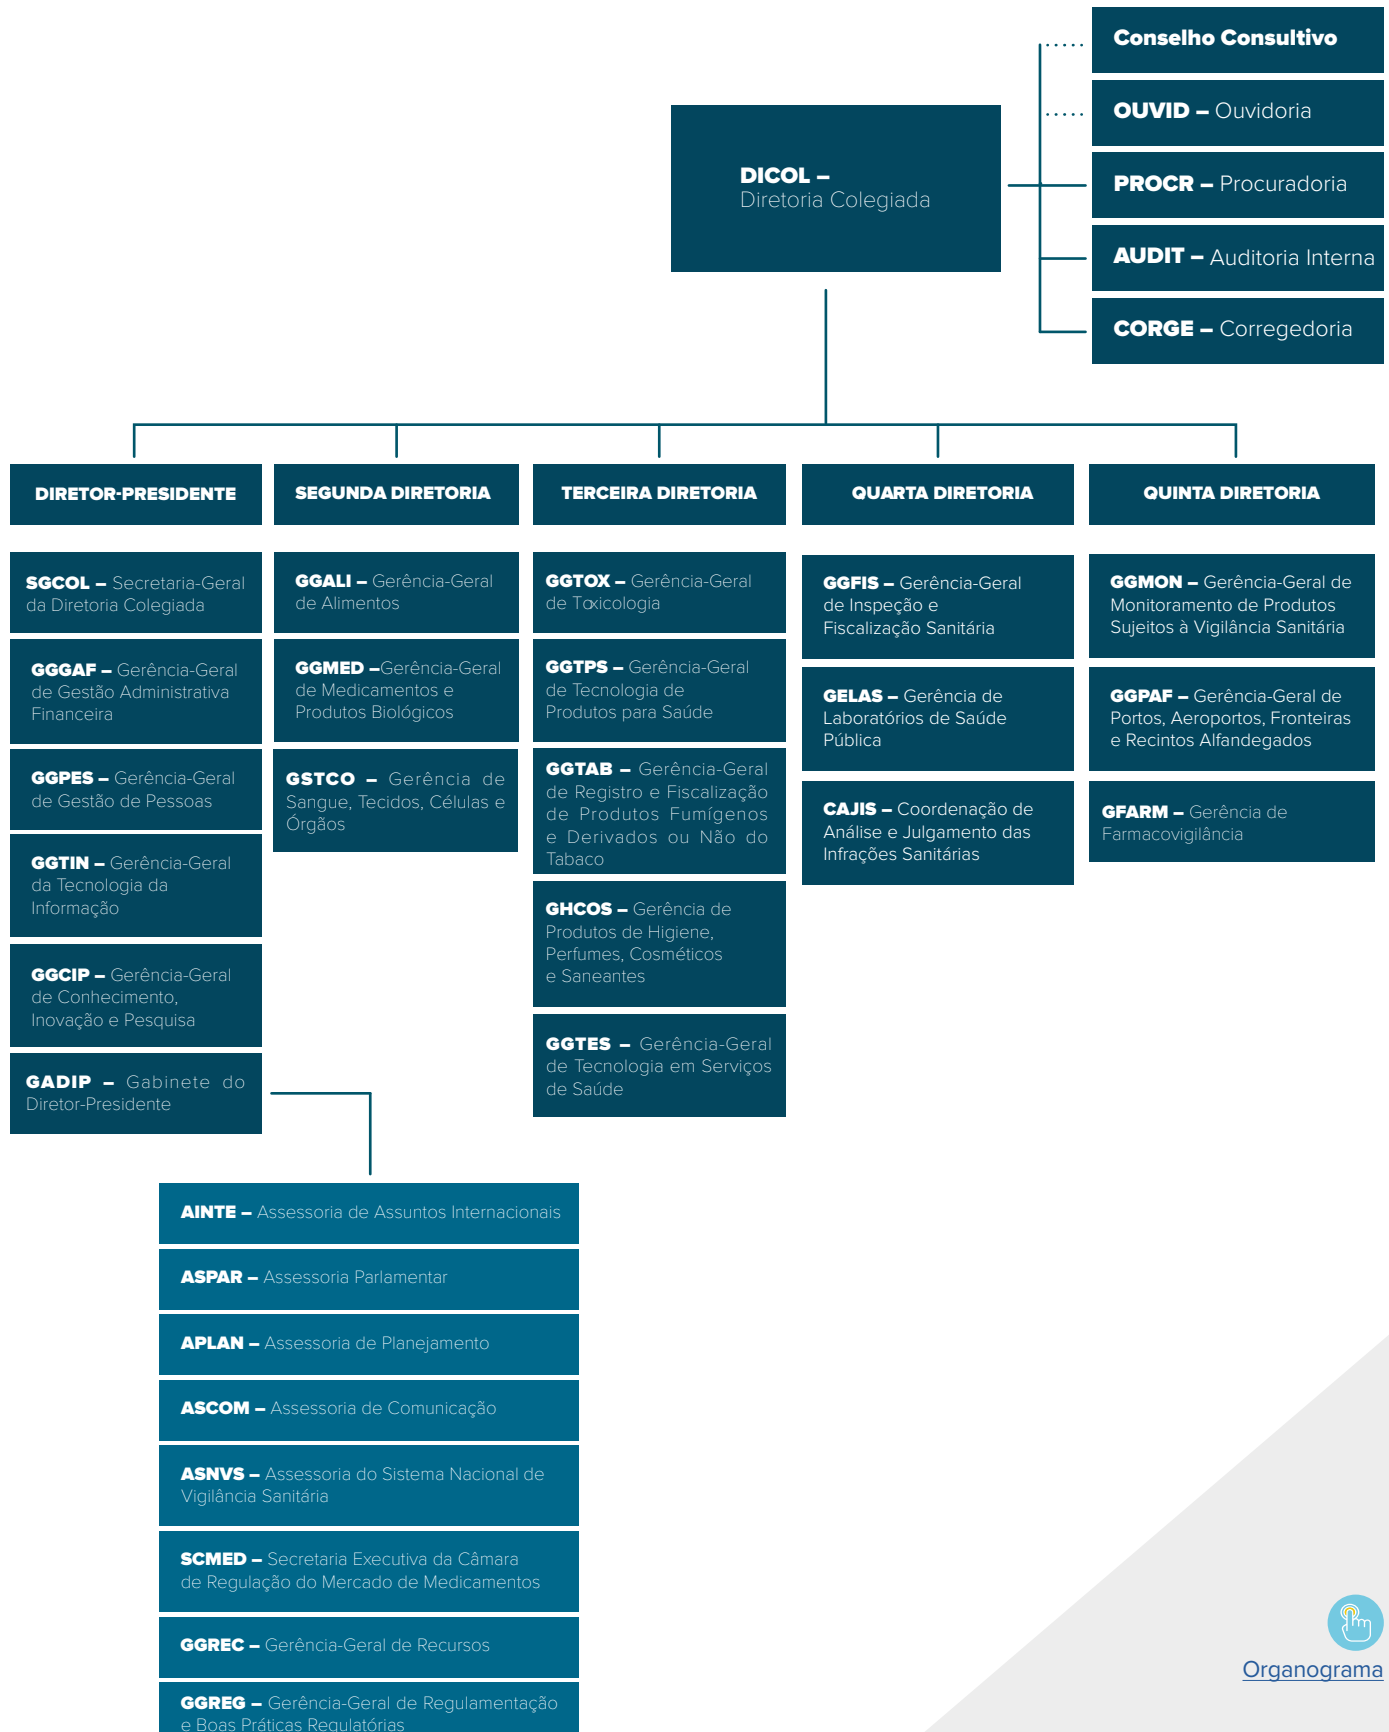 Conselho Consultivo
OUVID – Ouvidoria
DICOL –
Diretoria Colegiada
PROCR – Procuradoria
AUDIT – Auditoria Interna
CORGE – Corregedoria
DIRETOR-PRESIDENTE
SGCOL – Secretaria-Geral
da Diretoria Colegiada
GGGAF – Gerência-Geral
de Gestão Administrativa
Financeira
GGPES – Gerência-Geral
de Gestão de Pessoas
GGTIN – Gerência-Geral
da Tecnologia da
Informação
GGCIP – Gerência-Geral
de Conhecimento,
Inovação e Pesquisa
GADIP – Gabinete do
Diretor-Presidente
SEGUNDA DIRETORIA
GGALI – Gerência-Geral
de Alimentos
GGMED –Gerência-Geral
de Medicamentos e
Produtos Biológicos
GSTCO – Gerência de
Sangue, Tecidos, Células e
Órgãos
TERCEIRA DIRETORIA
GGTOX – Gerência-Geral
de Toxicologia
GGTPS – Gerência-Geral
de Tecnologia de
Produtos para Saúde
GGTAB – Gerência-Geral
de Registro e Fiscalização
de Produtos Fumígenos
e Derivados ou Não do
Tabaco
GHCOS – Gerência de
Produtos de Higiene,
Perfumes, Cosméticos
e Saneantes
GGTES – Gerência-Geral
de Tecnologia em Serviços
de Saúde
QUARTA DIRETORIA
GGFIS – Gerência-Geral
de Inspeção e
Fiscalização Sanitária
GELAS – Gerência de
Laboratórios de Saúde
Pública
CAJIS – Coordenação de
Análise e Julgamento das
Infrações Sanitárias
QUINTA DIRETORIA
GGMON – Gerência-Geral de
Monitoramento de Produtos
Sujeitos à Vigilância Sanitária
GGPAF – Gerência-Geral de
Portos, Aeroportos, Fronteiras
e Recintos Alfandegados
GFARM – Gerência de
Farmacovigilância
AINTE – Assessoria de Assuntos Internacionais
ASPAR – Assessoria Parlamentar
APLAN – Assessoria de Planejamento
ASCOM – Assessoria de Comunicação
ASNVS – Assessoria do Sistema Nacional de
Vigilância Sanitária
SCMED – Secretaria Executiva da Câmara
de Regulação do Mercado de Medicamentos
GGREC – Gerência-Geral de Recursos
GGREG – Gerência-Geral de Regulamentação
e Boas Práticas Regulatórias
Organograma